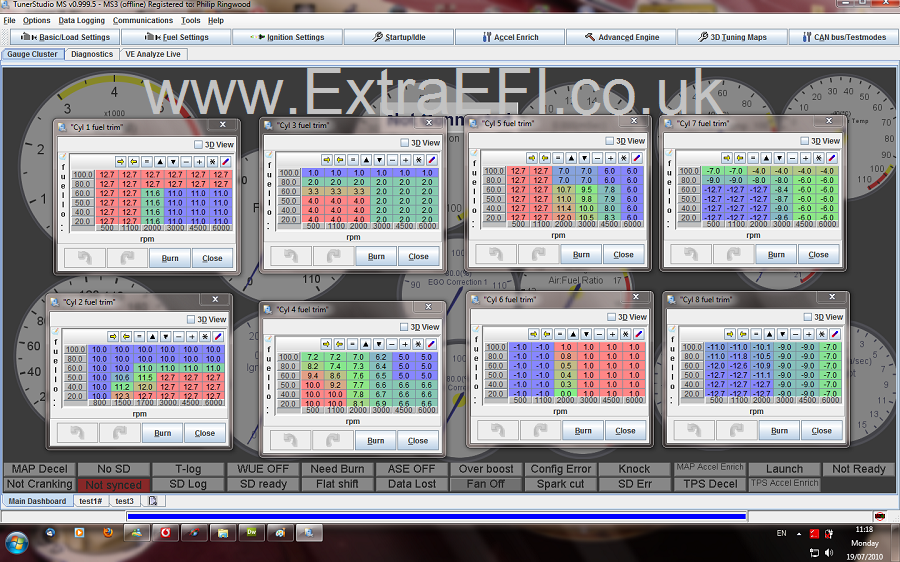 TunerStudio MS v0.999.5 - MS3 (offline) Registered to: Philip Ringwood
File Options Data Logging Communications Tools Help
Basic/Load Settings Fuel Settings Ignition Settings Startup/Idle Accel Enrich Advanced Engine 3D Tuning Maps CAN bus/Testmodes
Gauge Cluster Diagnostics VE Analyze Live
www.ExtraEFI.co.uk
"Cyl 1 fuel trim"
3D View
100.0 12.7 12.7 12.7 12.7 12.7 12.7
80.0 12.7 12.7 12.7 12.7 12.7 12.7
60.0 12.7 12.7 11.6 11.0 11.0 11.0
50.0 12.7 12.7 11.6 11.0 11.0 11.0
40.0 12.7 12.7 11.6 11.0 11.0 11.0
20.0 12.7 12.7 11.6 11.0 11.0 11.0
500 1100 2000 3000 4500 6000
rpm
Burn Close
"Cyl 3 fuel trim"
3D View
100.0 1.0 1.0 1.0 1.0 1.0 1.0
80.0 2.0 2.0 2.0 2.0 2.0 2.0
60.0 3.3 3.3 3.3 2.0 2.0 2.0
50.0 4.0 4.0 4.0 2.0 2.0 2.0
40.0 4.0 4.0 4.0 2.0 2.0 2.0
20.0 4.0 4.0 4.0 2.0 2.0 2.0
500 1100 2000 3000 4500 6000
rpm
Burn Close
"Cyl 5 fuel trim"
3D View
100.0 12.7 12.7 7.0 7.0 6.0 6.0
80.0 12.7 12.7 7.0 7.0 6.0 6.0
60.0 12.7 12.7 10.7 9.5 7.8 6.0
50.0 12.7 12.7 11.0 9.8 7.9 6.0
40.0 12.7 12.7 11.4 10.0 8.0 6.0
20.0 12.7 12.7 12.0 10.5 8.3 6.0
500 1100 2000 3000 4500 6000
rpm
Burn Close
"Cyl 7 fuel trim"
3D View
100.0 -7.0 -7.0 -4.0 -4.0 -4.0 -4.0
80.0 -9.0 -9.0 -8.0 -8.0 -6.0 -6.0
60.0 -12.7 -12.7 -12.7 -8.4 -6.0 -6.0
50.0 -12.7 -12.7 -12.7 -8.9 -6.0 -6.0
40.0 -12.7 -12.7 -12.7 -9.4 -6.0 -6.0
20.0 -12.7 -12.7 -12.7 -9.6 -6.0 -6.0
500 1100 2000 3000 4500 6000
rpm
Burn Close
"Cyl 2 fuel trim"
3D View
100.0 10.0 10.0 10.0 10.0 10.0 10.0
80.0 10.0 10.0 10.0 10.0 10.0 10.0
60.0 10.0 10.0 11.0 11.0 11.0 11.0
50.0 10.0 10.6 11.5 12.7 12.7 12.7
40.0 10.0 11.2 12.0 12.7 12.7 12.7
20.0 10.0 12.3 12.7 12.7 12.7 12.7
800 1500 1700 3000 4500 6000
rpm
Burn Close
"Cyl 4 fuel trim"
3D View
100.0 7.2 7.2 7.0 6.2 5.0 5.0
80.0 8.2 7.4 7.3 6.4 5.0 5.0
60.0 9.4 8.6 7.6 6.5 5.0 5.0
50.0 10.0 9.2 7.7 6.6 6.6 6.6
40.0 10.0 10.0 7.8 6.7 6.6 6.6
20.0 10.0 10.0 8.1 6.9 6.6 6.6
500 1100 2000 3000 4500 6000
rpm
Burn Close
"Cyl 6 fuel trim"
3D View
100.0 -1.0 -1.0 1.0 1.0 1.0 1.0
80.0 -1.0 -1.0 0.8 1.0 1.0 1.0
60.0 -1.0 -1.0 0.5 1.0 1.0 1.0
50.0 -1.0 -1.0 0.4 1.0 1.0 1.0
40.0 -1.0 -1.0 0.3 1.0 1.0 1.0
20.0 -1.0 -1.0 0.0 1.0 1.0 1.0
500 1100 2000 3000 4500 6000
rpm
Burn Close
"Cyl 8 fuel trim"
3D View
100.0 -11.0 -11.0 -10.1 -9.0 -9.0 -7.0
80.0 -11.0 -11.8 -10.5 -9.0 -9.0 -7.0
60.0 -12.0 -12.6 -10.9 -9.0 -9.0 -7.0
50.0 -12.7 -12.7 -11.1 -9.0 -9.0 -7.0
40.0 -12.7 -12.7 -12.7 -9.0 -9.0 -7.0
20.0 -12.7 -12.7 -12.7 -9.0 -9.0 -7.0
500 1100 2000 3000 4500 6000
rpm
Burn Close
EGO Correction 1
Air:Fuel Ratio
MAP Decel No SD T-log WUE OFF Need Burn ASE OFF Over boost Config Error Knock MAP Accel Enrich Launch Not Ready
Not Cranking Not synced SD Log SD ready Flat shift Data Lost Fan Off Spark cut SD Err TPS Decel TPS Accel Enrich
Main Dashboard test1# test3
EN 11:18
Monday
19/07/2010